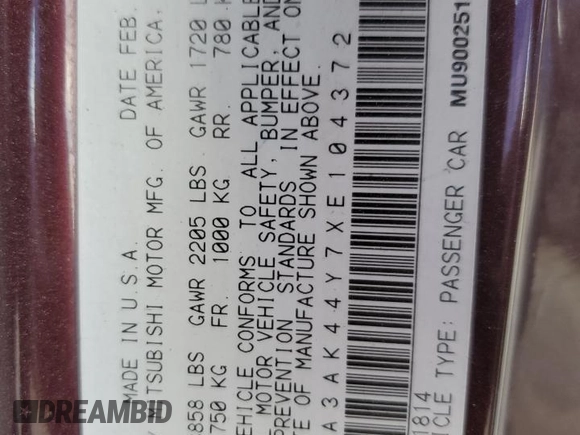 MADE IN U.S.A. DATE FEB.
MITSUBISHI MOTOR MFG. OF AMERICA,
858 LBS GAWR 2205 LBS GAWR 1720
750 KG FR. 1000 KG RR. 780
EHICLE CONFORMS TO ALL APPLICABLE
MOTOR VEHICLE SAFETY, BUMPER, AND
PREVENTION STANDARDS IN EFFECT ON
TE OF MANUFACTURE SHOWN ABOVE.
A3AK44Y7XE104372
1814
CLE TYPE: PASSENGER CAR MU900251
DREAMBID